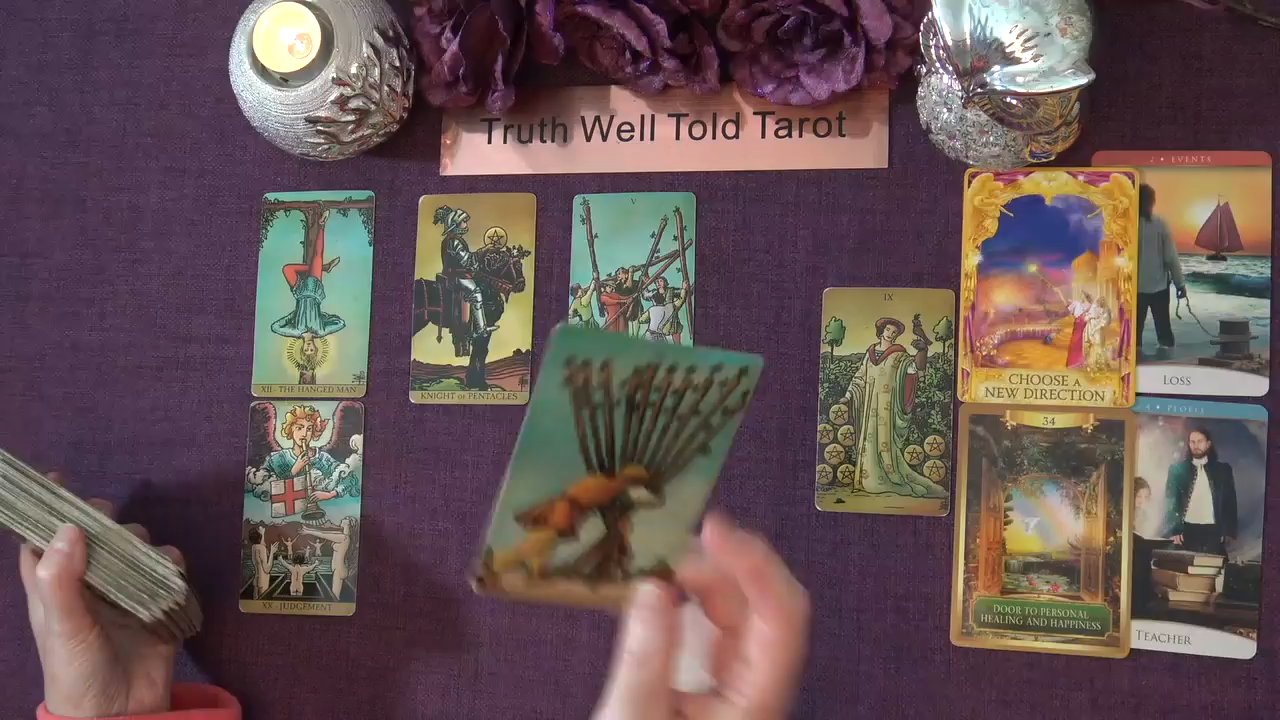 Truth Well Told Tarot
XII - THE HANGED MAN
KNIGHT OF PENTACLES
V
XX - JUDGEMENT
IX
CHOOSE A
NEW DIRECTION
EVENTS
LOSS
34
DOOR TO PERSONAL
HEALING AND HAPPINESS
4 ✦ PEOPLE
TEACHER